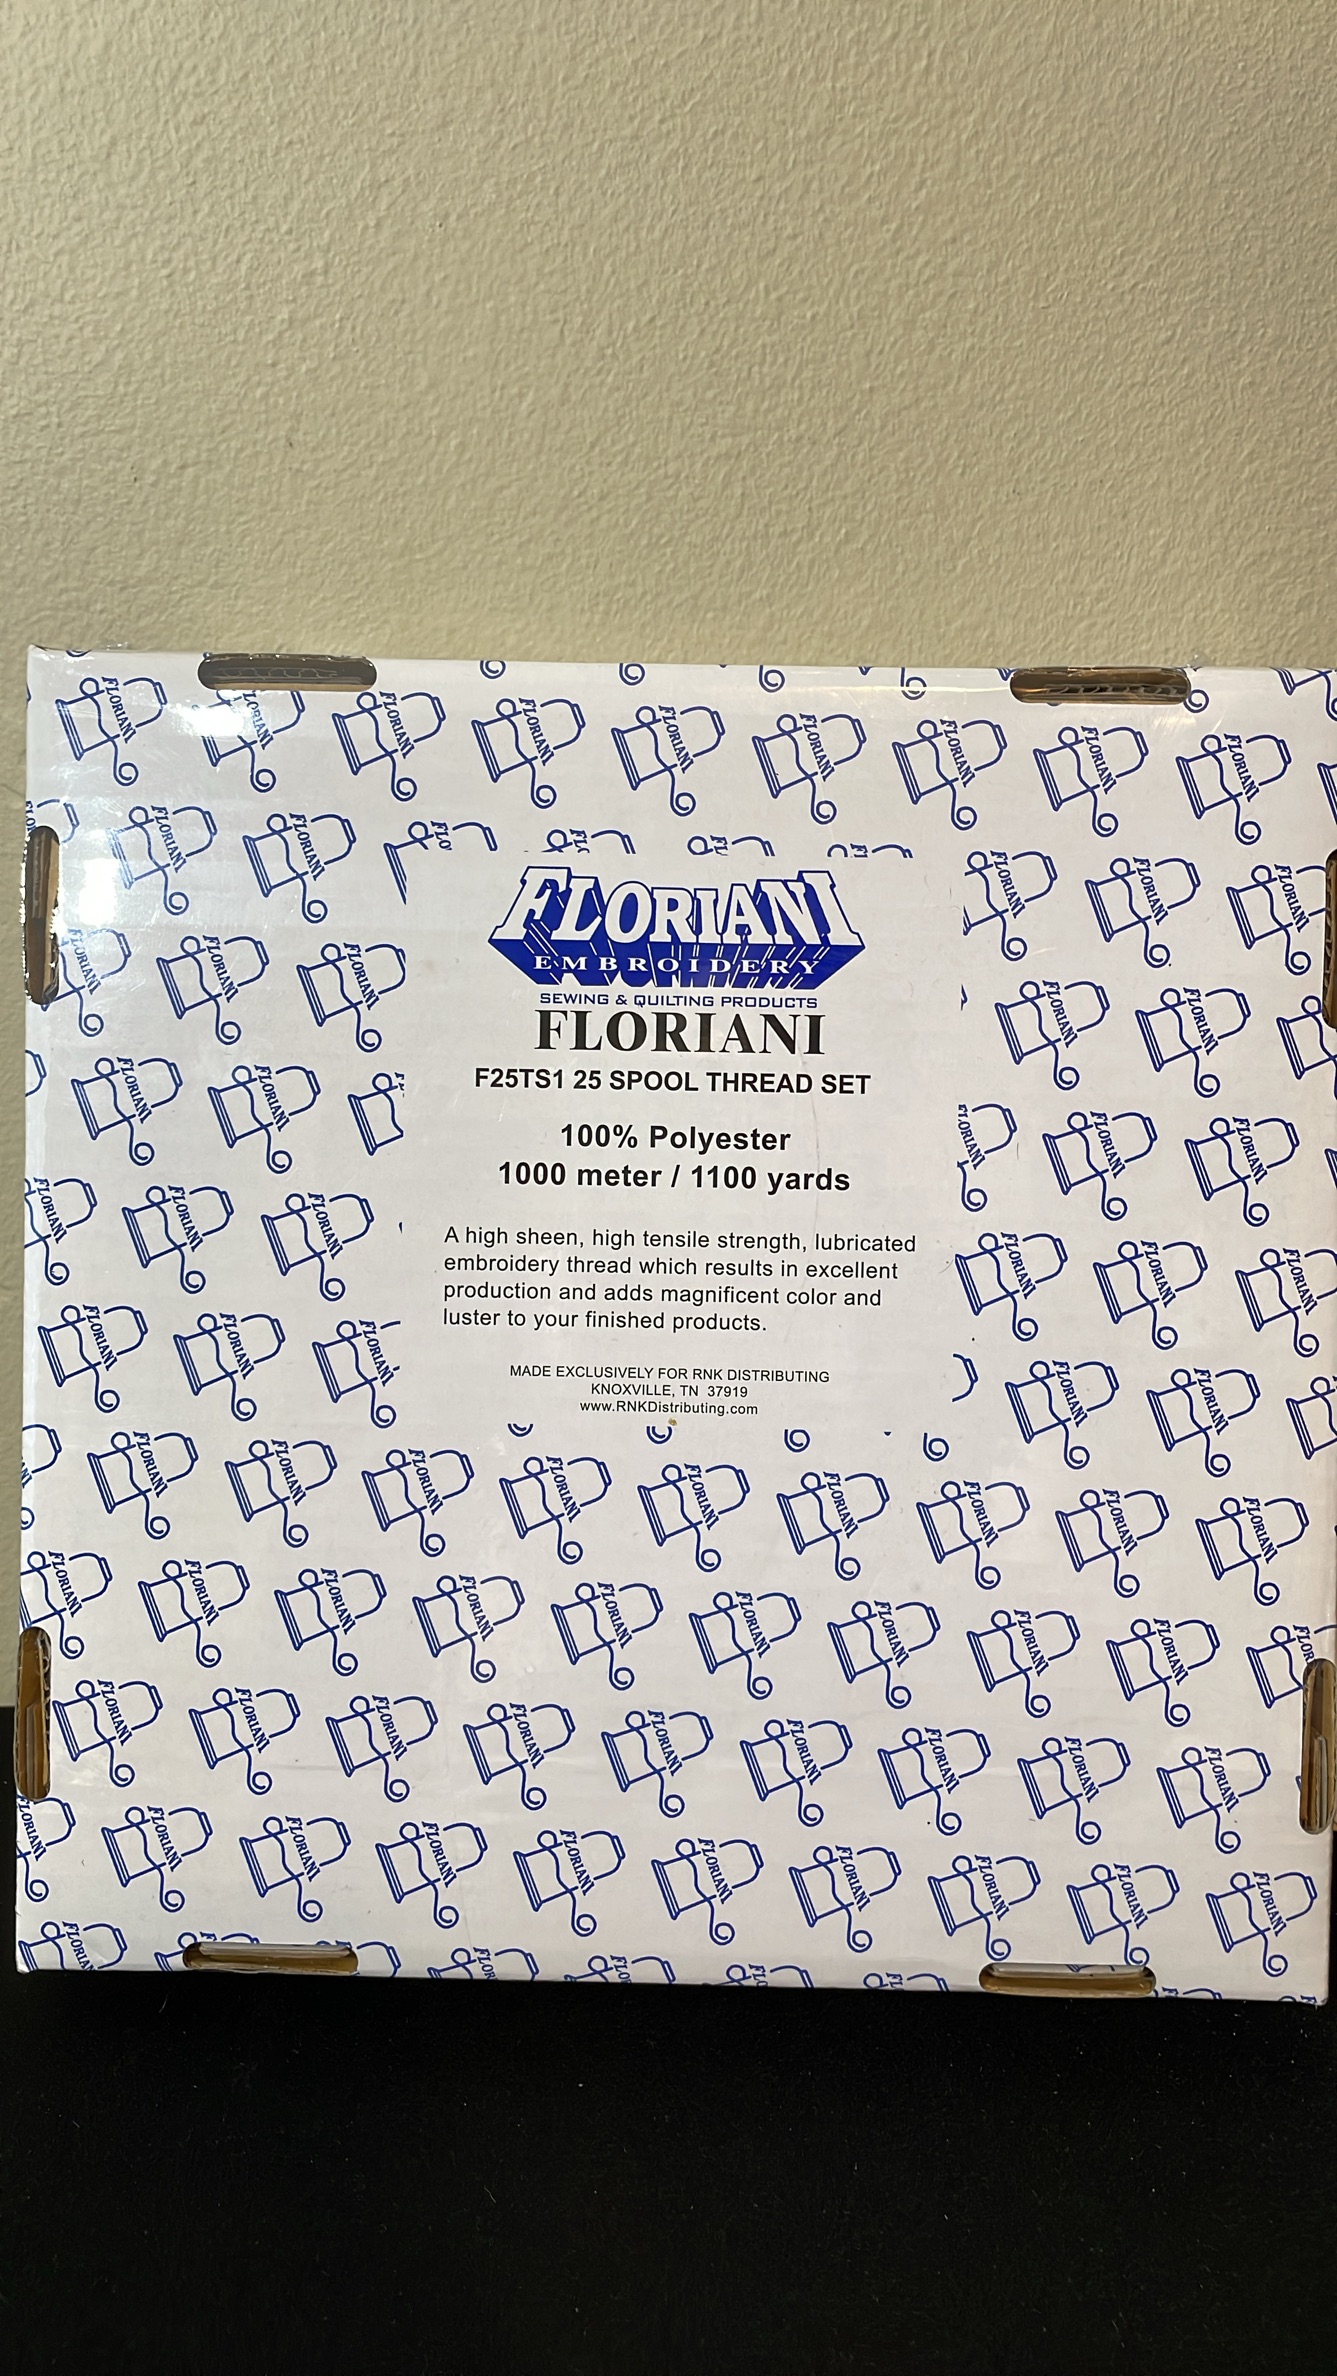 FLORIANI
EMBROIDERY
SEWING & QUILTING PRODUCTS
FLORIANI
F25TS1 25 SPOOL THREAD SET
100% Polyester
1000 meter / 1100 yards
A high sheen, high tensile strength, lubricated
embroidery thread which results in excellent
production and adds magnificent color and
luster to your finished products.
MADE EXCLUSIVELY FOR RNK DISTRIBUTING
KNOXVILLE, TN 37919
www.RNKDistributing.com